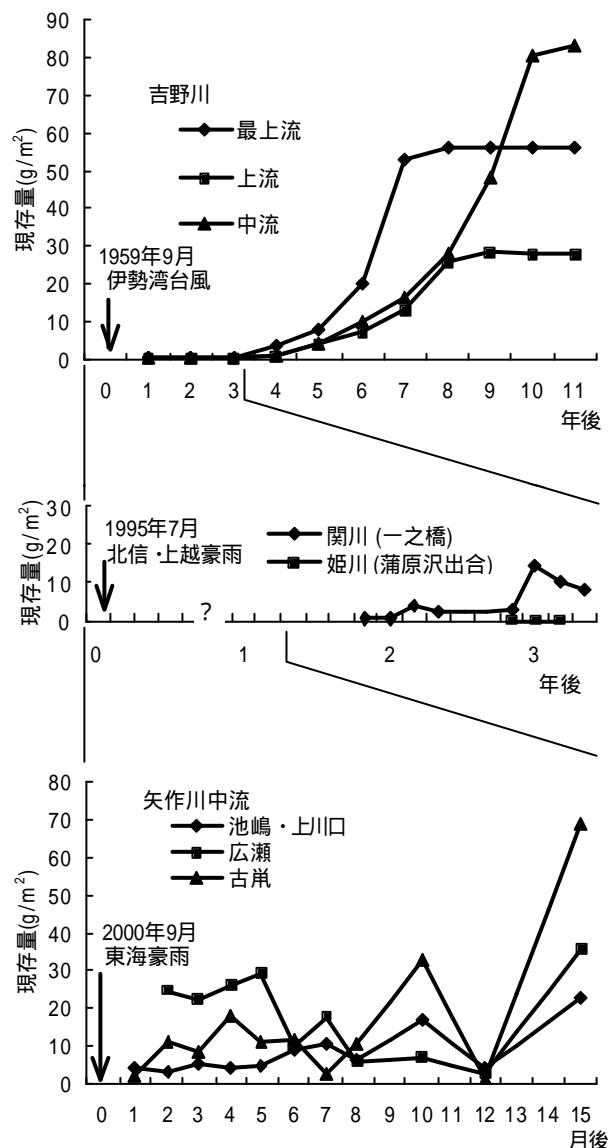 現存量(g/m²)
90
80
70
60
50
40
30
20
10
0
吉野川
最上流
上流
中流
1959年9月
伊勢湾台風
0 1 2 3 4 5 6 7 8 9 10 11
年後
現存量(g/m²)
30
20
10
0
1995年7月
北信・上越豪雨
関川 (一之橋)
姫川 (蒲原沢出合)
?
0 1 2 3
年後
現存量(g/m²)
80
70
60
50
40
30
20
10
0
矢作川中流
池嶋・上川口
広瀬
古鼡
2000年9月
東海豪雨
0 1 2 3 4 5 6 7 8 9 10 11 12 13 14 15
月後